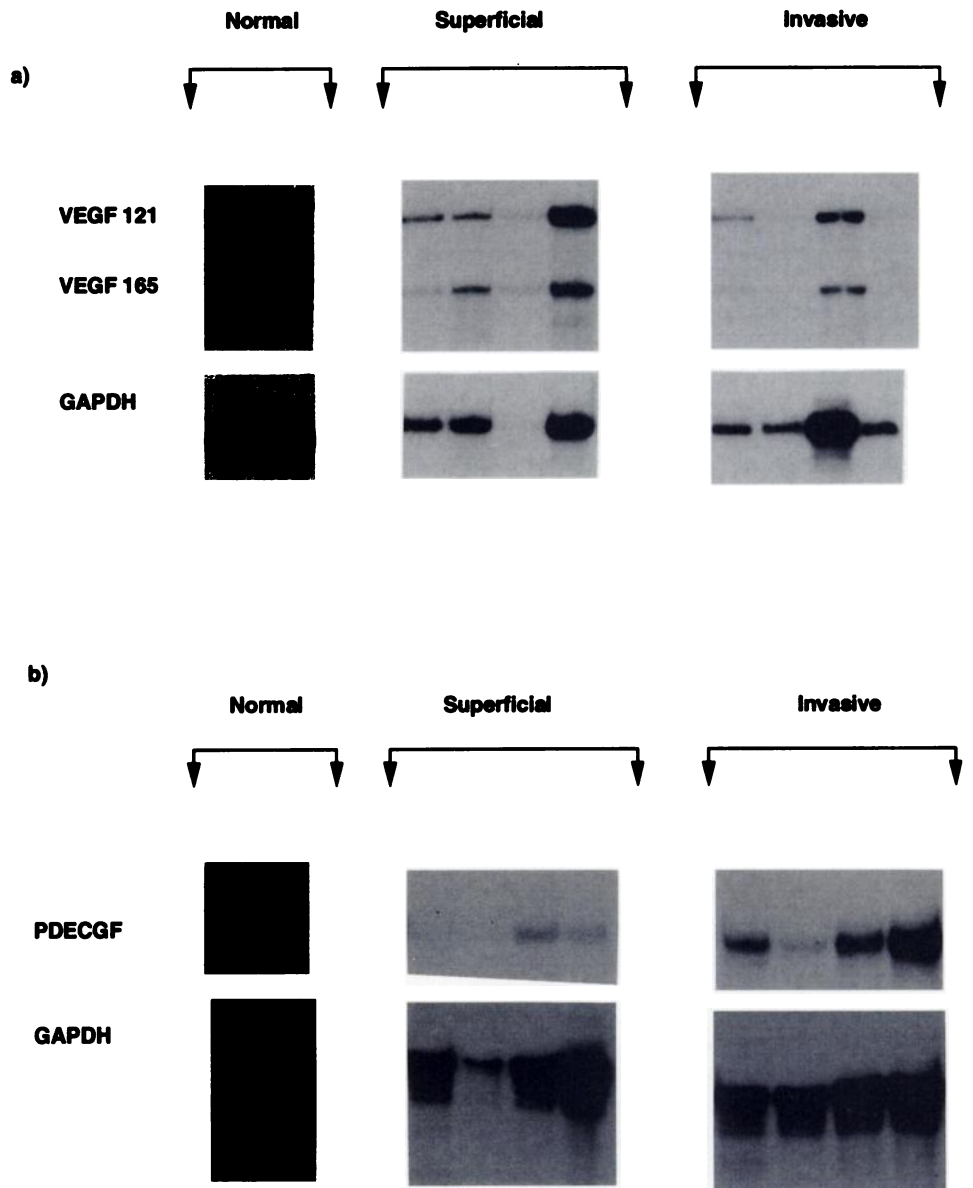 Normal Superficial Invasive
a)
VEGF 121
VEGF 165
GAPDH
b)
Normal Superficial Invasive
PDECGF
GAPDH